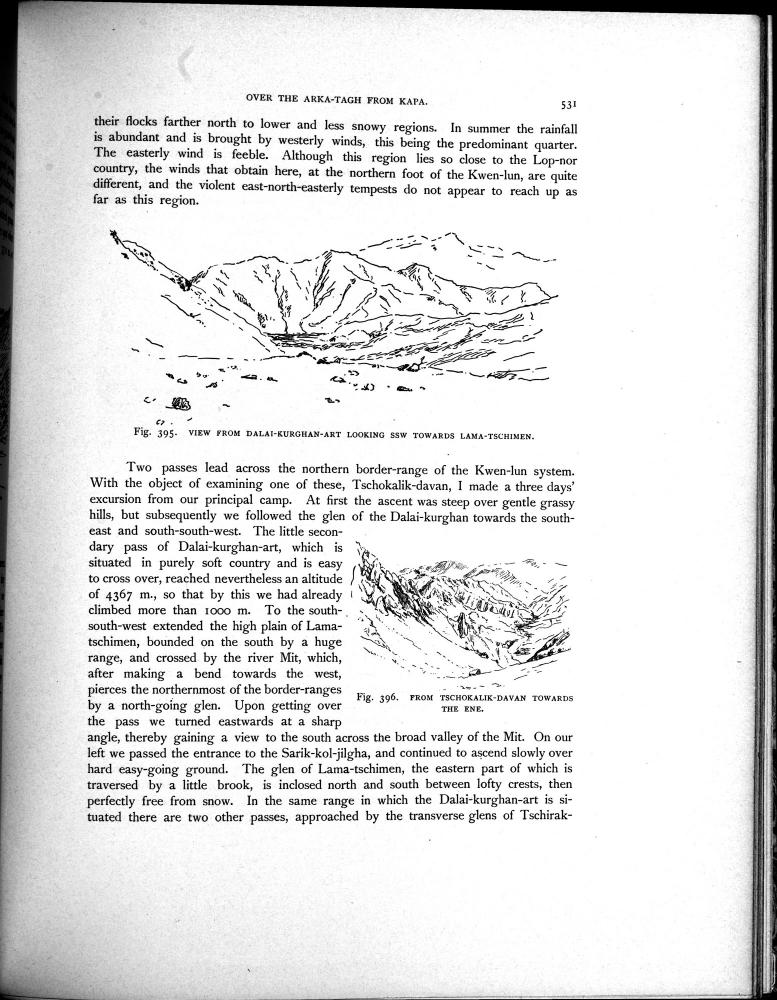 OVER THE ARKA-TAGH FROM KAPA.
531
their flocks farther north to lower and less snowy regions. In summer the rainfall
is abundant and is brought by westerly winds, this being the predominant quarter.
The easterly wind is feeble. Although this region lies so close to the Lop-nor
country, the winds that obtain here, at the northern foot of the Kwen-lun, are quite
different, and the violent east-north-easterly tempests do not appear to reach up as
far as this region.
Fig. 395. VIEW FROM DALAI-KURGHAN-ART LOOKING SSW TOWARDS LAMA-TSCHIMEN.
Two passes lead across the northern border-range of the Kwen-lun system.
With the object of examining one of these, Tschokalik-davan, I made a three days'
excursion from our principal camp. At first the ascent was steep over gentle grassy
hills, but subsequently we followed the glen of the Dalai-kurghan towards the south-
east and south-south-west. The little secon-
dary pass of Dalai-kurghan-art, which is
situated in purely soft country and is easy
to cross over, reached nevertheless an altitude
of 4367 m., so that by this we had already
climbed more than 1000 m. To the south-
south-west extended the high plain of Lama-
tschimen, bounded on the south by a huge
range, and crossed by the river Mit, which,
after making a bend towards the west,
pierces the northernmost of the border-ranges
by a north-going glen. Upon getting over
the pass we turned eastwards at a sharp
Fig. 396. FROM TSCHOKALIK-DAVAN TOWARDS
THE ENE.
angle, thereby gaining a view to the south across the broad valley of the Mit. On our
left we passed the entrance to the Sarik-kol-jilgha, and continued to ascend slowly over
hard easy-going ground. The glen of Lama-tschimen, the eastern part of which is
traversed by a little brook, is inclosed north and south between lofty crests, then
perfectly free from snow. In the same range in which the Dalai-kurghan-art is si-
tuated there are two other passes, approached by the transverse glens of Tschirak-